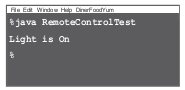 File Edit Window Help DinerFoodYum
%java RemoteControlTest
Light is On
%